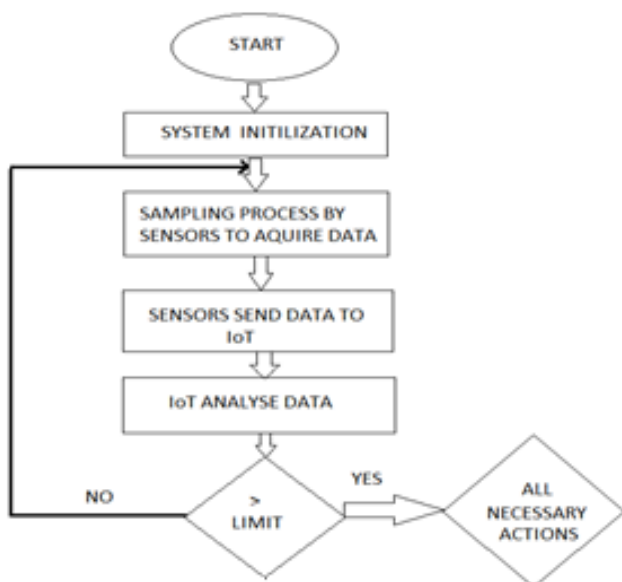 START
SYSTEM INITILIZATION
SAMPLING PROCESS BY
SENSORS TO AQUIRE DATA
SENSORS SEND DATA TO
IoT
IoT ANALYSE DATA
NO
>
LIMIT
YES
ALL
NECESSARY
ACTIONS